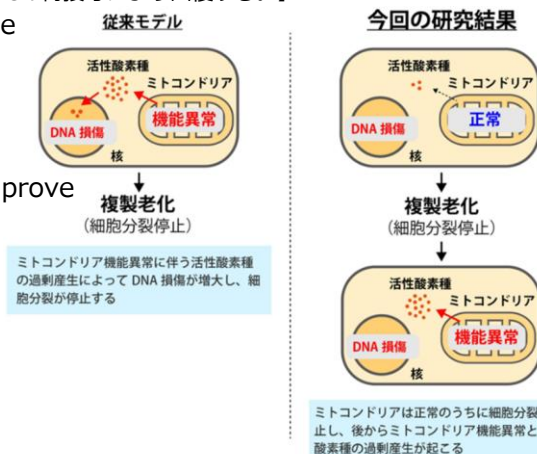 e
prove
従来モデル
活性酸素種
ミトコンドリア
機能異常
DNA 損傷
核
複製老化
（細胞分裂停止）
ミトコンドリア機能異常に伴う活性酸素種
の過剰産生によって DNA 損傷が増大し、細
胞分裂が停止する
今回の研究結果
活性酸素種
ミトコンドリア
正常
DNA 損傷
核
複製老化
（細胞分裂停止）
活性酸素種
ミトコンドリア
機能異常
DNA 損傷
核
ミトコンドリアは正常のうちに細胞分裂
止し、後からミトコンドリア機能異常と
酸素種の過剰産生が起こる